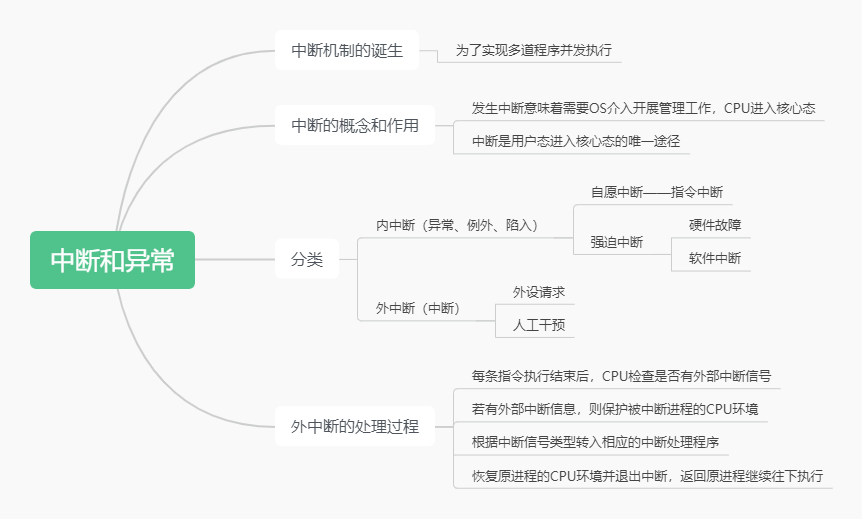 中断和异常
中断机制的诞生
为了实现多道程序并发执行
中断的概念和作用
发生中断意味着需要OS介入开展管理工作，CPU进入核心态
中断是用户态进入核心态的唯一途径
分类
内中断（异常、例外、陷入）
自愿中断——指令中断
强迫中断
硬件故障
软件中断
外中断（中断）
外设请求
人工干预
外中断的处理过程
每条指令执行结束后，CPU检查是否有外部中断信号
若有外部中断信息，则保护被中断进程的CPU环境
根据中断信号类型转入相应的中断处理程序
恢复原进程的CPU环境并退出中断，返回原进程继续往下执行